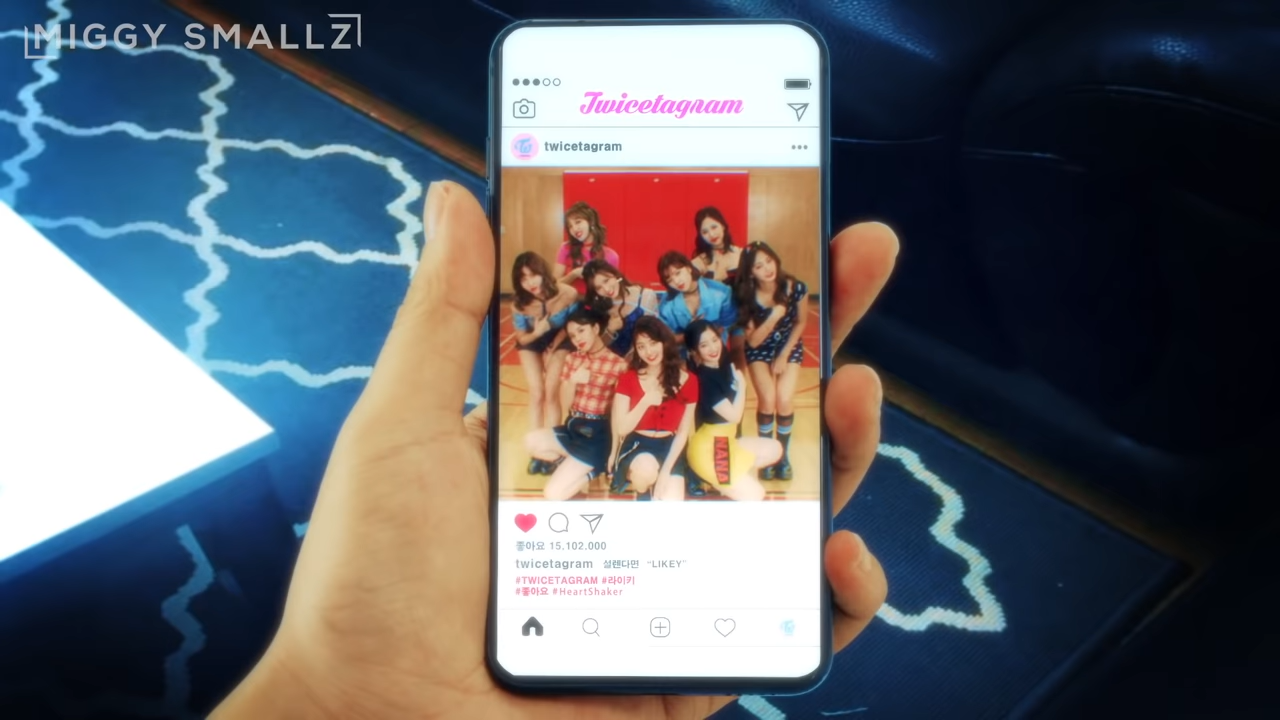 MIGGY SMALLZ
Twicetagram
twicetagram
NANA
좋아요 15,102,000
twicetagram 설렌다면 "LIKEY"
#TWICETAGRAM #라이키
#좋아요 #HeartShaker